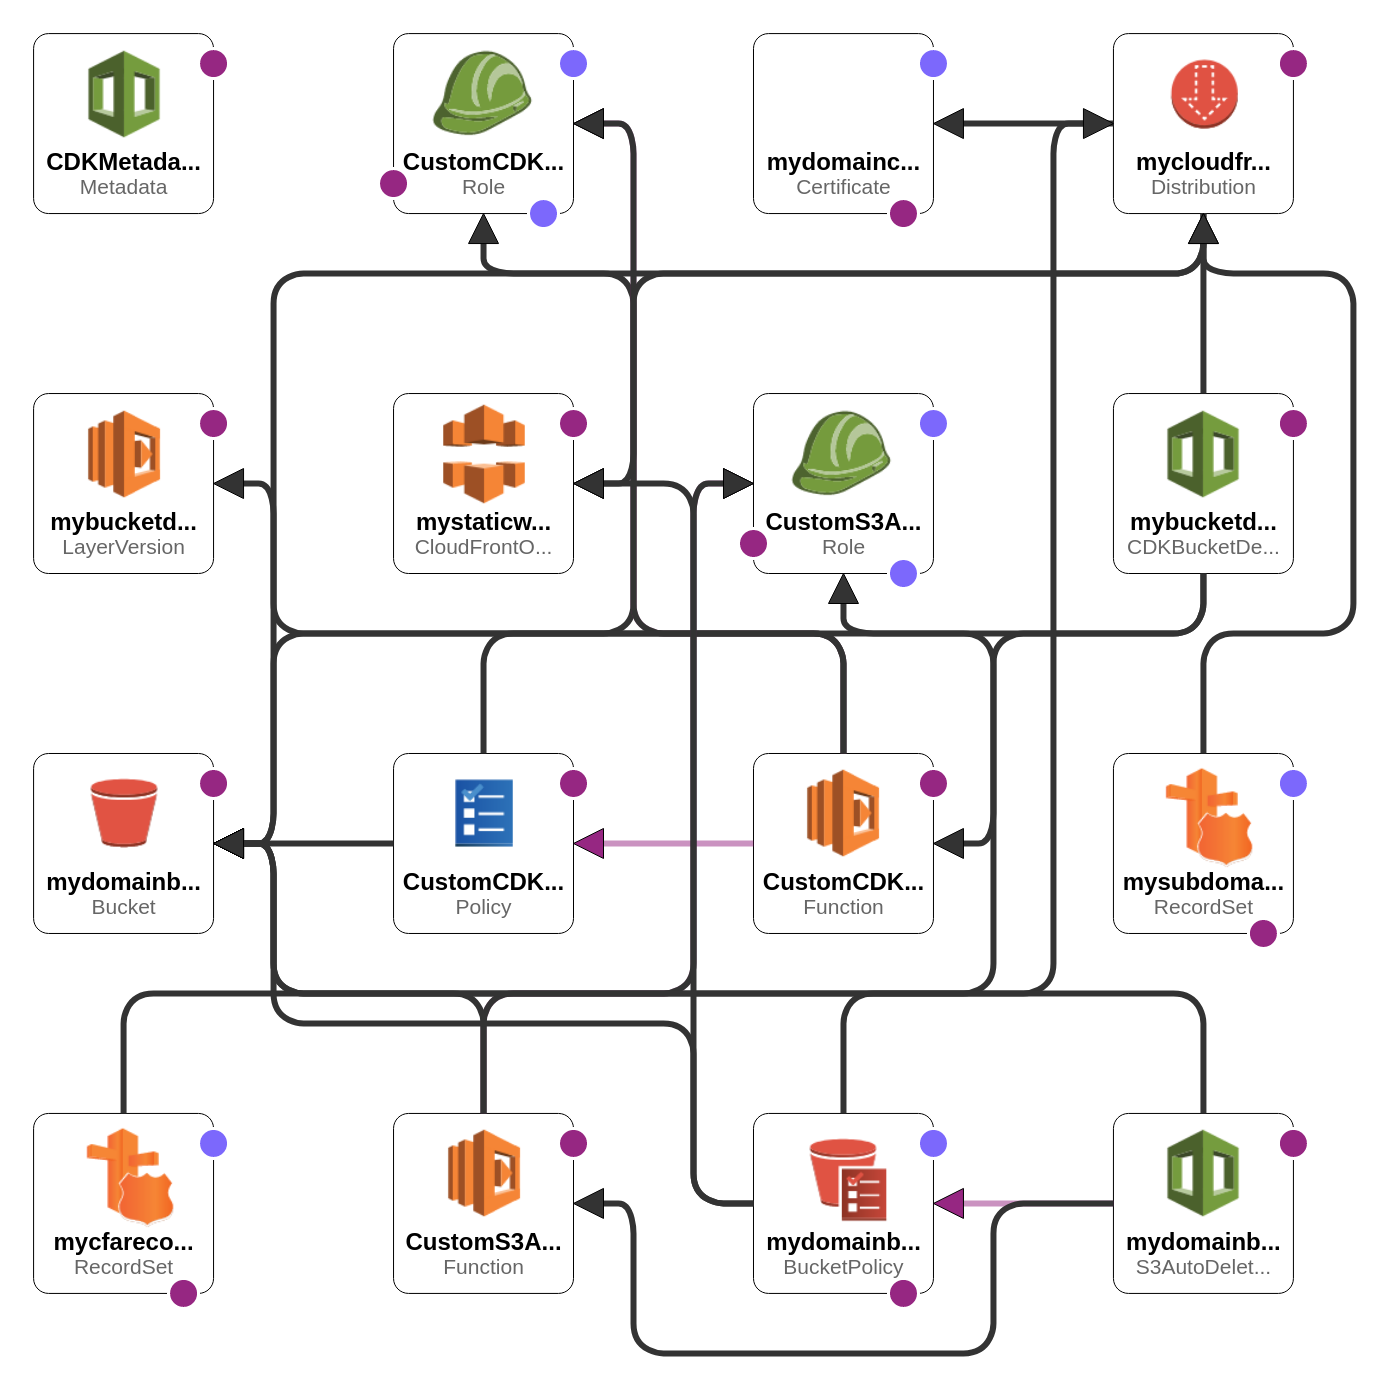 CDKMetada...
Metadata
CustomCDK...
Role
mydomainc...
Certificate
mycloudfr...
Distribution
mybucketd...
LayerVersion
mystaticw...
CloudFrontO...
CustomS3A...
Role
mybucketd...
CDKBucketDe...
mydomainb...
Bucket
CustomCDK...
Policy
CustomCDK...
Function
mysubdoma...
RecordSet
mycfareco...
RecordSet
CustomS3A...
Function
mydomainb...
BucketPolicy
mydomainb...
S3AutoDelet...